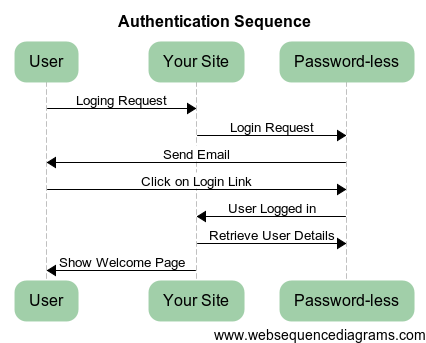 Authentication Sequence
User
Your Site
Password-less
Loging Request
Login Request
Send Email
Click on Login Link
User Logged in
Retrieve User Details
Show Welcome Page
User
Your Site
Password-less
www.websequencediagrams.com